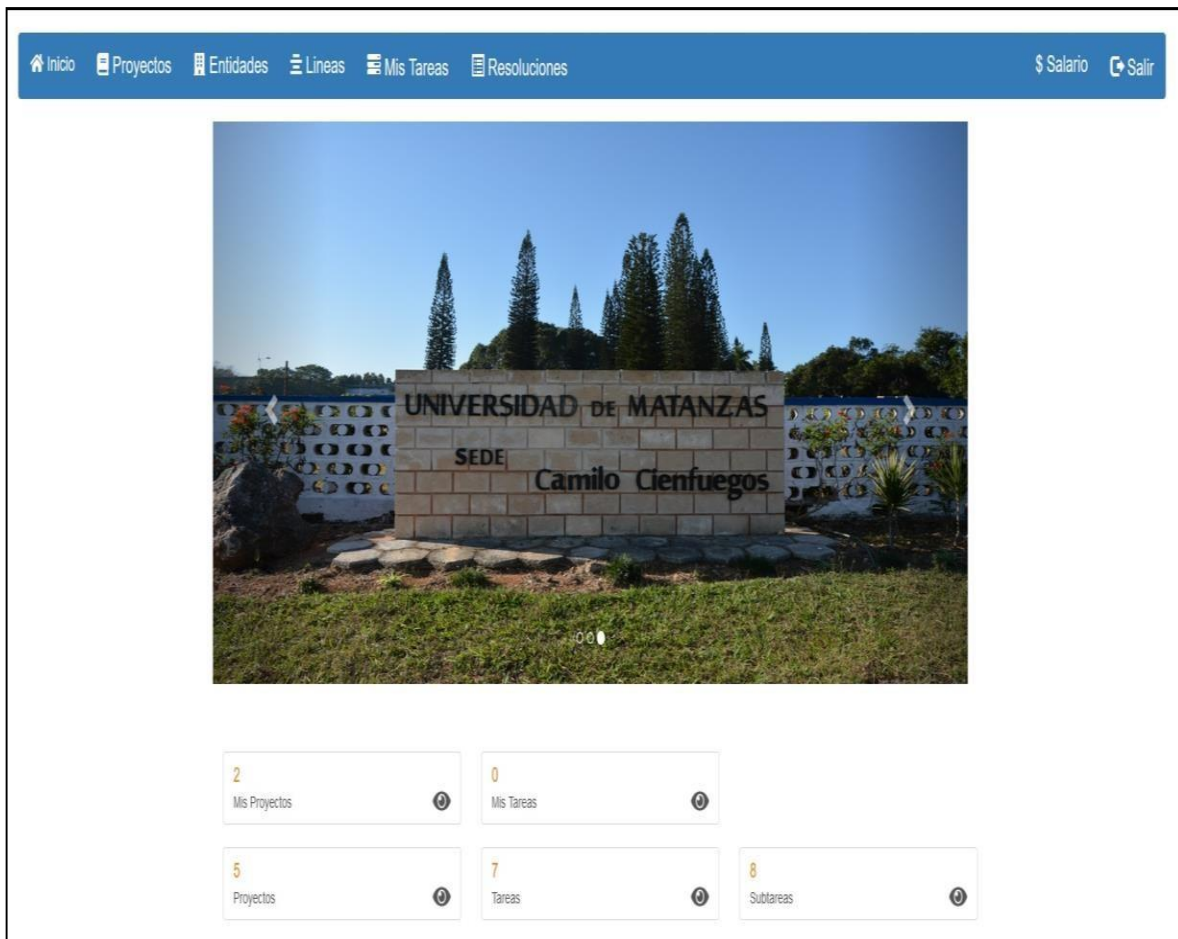 Inicio Proyectos Entidades Lineas Mis Tareas Resoluciones $ Salario Salir
UNIVERSIDAD DE MATANZAS
SEDE
Camilo Cienfuegos
2 0
Mis Proyectos Mis Tareas
5 7 8
Proyectos Tareas Subtareas